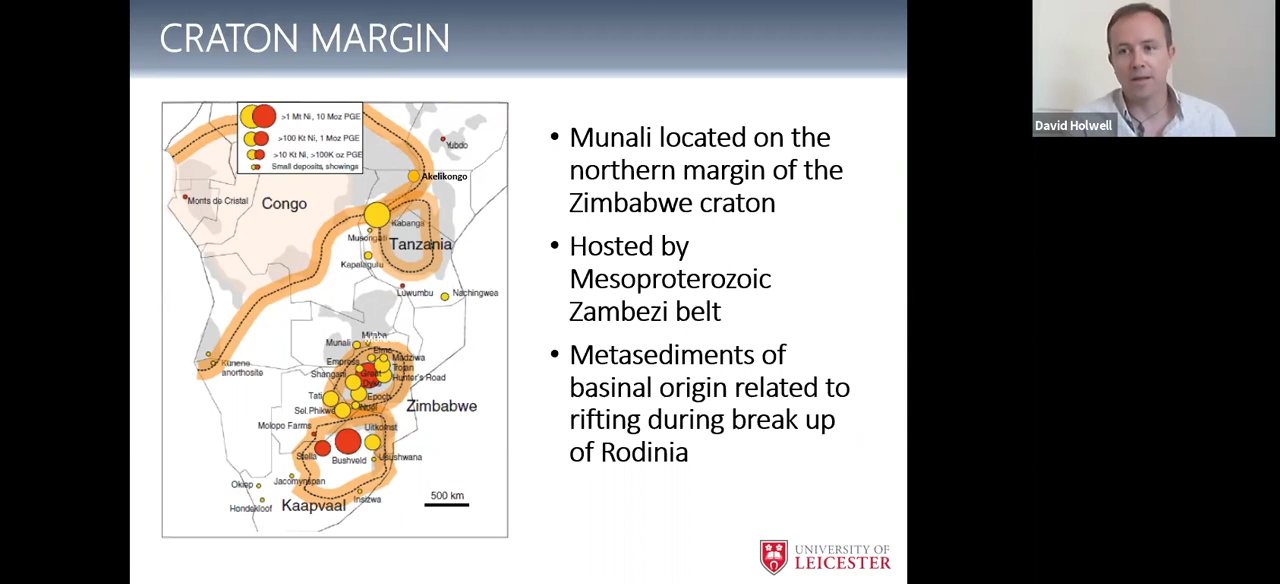 CRATON MARGIN
David Holwell
>1 Mt Ni, 10 Moz PGE
>100 Kt Ni, 1 Moz PGE
>10 Kt Ni, >100K oz PGE
Small deposits, showings
Yubdo
Akelikongo
Monts de Cristal
Congo
Kabanga
Musongati
Tanzania
Kapalagulu
Luwumbu
Nachingwea
Munali
Kunene
anorthosite
Empress
Madziwa
Trojan
Shangani
Great
Dyke
Hunter's Road
Tati
Epoch
Sel.Phikwe
Zimbabwe
Molopo Farms
Uitkomst
Stella
Bushveld
Usushwana
Jacomynspan
Okiep
Insizwa
Hondekloof
Kaapvaal
500 km
• Munali located on the
northern margin of the
Zimbabwe craton
• Hosted by
Mesoproterozoic
Zambezi belt
• Metasediments of
basinal origin related to
rifting during break up
of Rodinia
UNIVERSITY OF
LEICESTER